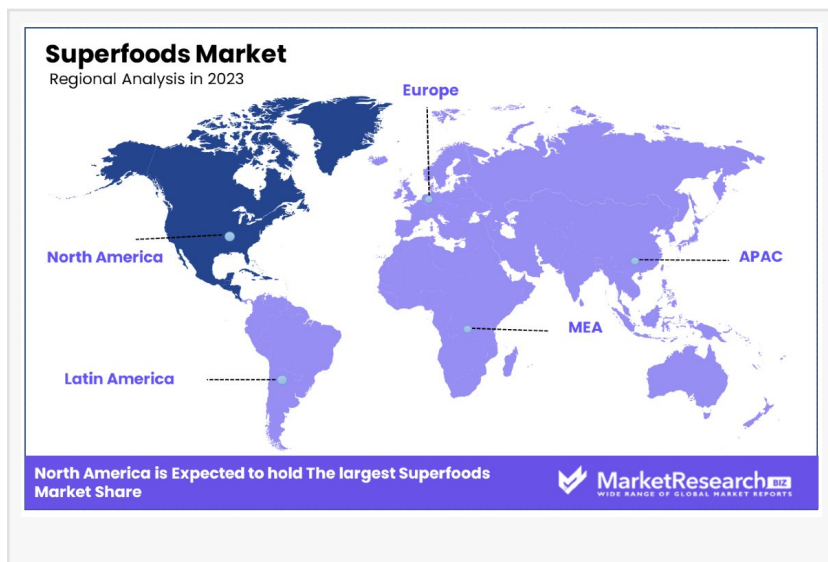 Superfoods Market
Regional Analysis in 2023
Europe
North America
APAC
MEA
Latin America
North America is Expected to hold The largest Superfoods
Market Share
MarketResearch BIZ
WIDE RANGE OF GLOBAL MARKET REPORTS